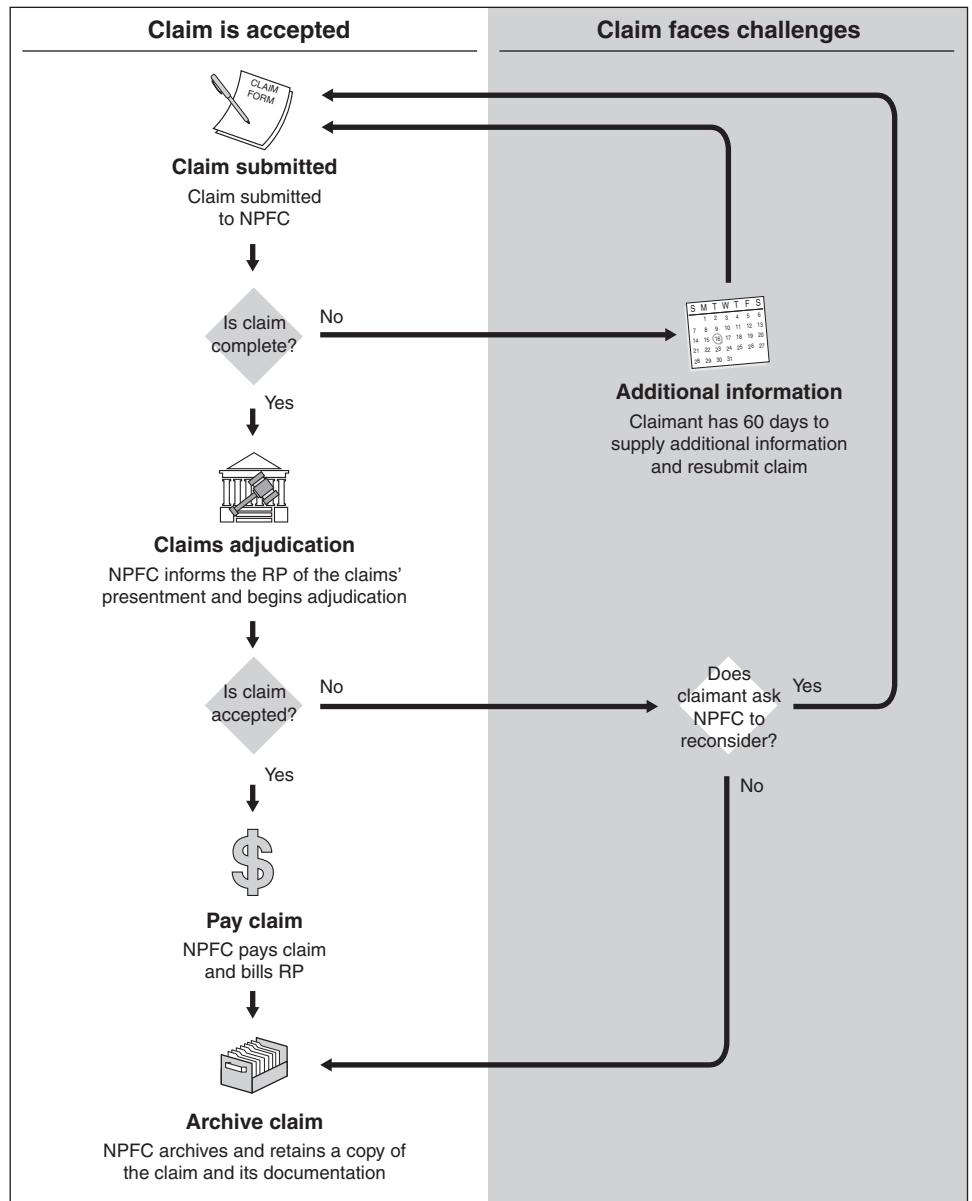 Claim is accepted
Claim faces challenges
CLAIM
FORM
Claim submitted
Claim submitted
to NPFC
Is claim
complete?
No
Yes
S M T W T F S
1 2 3 4 5 6
7 8 9 10 11 12 13
14 15 16 17 18 19 20
21 22 23 24 25 26 27
28 29 30 31
Additional information
Claimant has 60 days to
supply additional information
and resubmit claim
Claims adjudication
NPFC informs the RP of the claims'
presentment and begins adjudication
Is claim
accepted?
No
Yes
Does
claimant ask
NPFC to
reconsider?
Yes
No
Pay claim
NPFC pays claim
and bills RP
Archive claim
NPFC archives and retains a copy of
the claim and its documentation